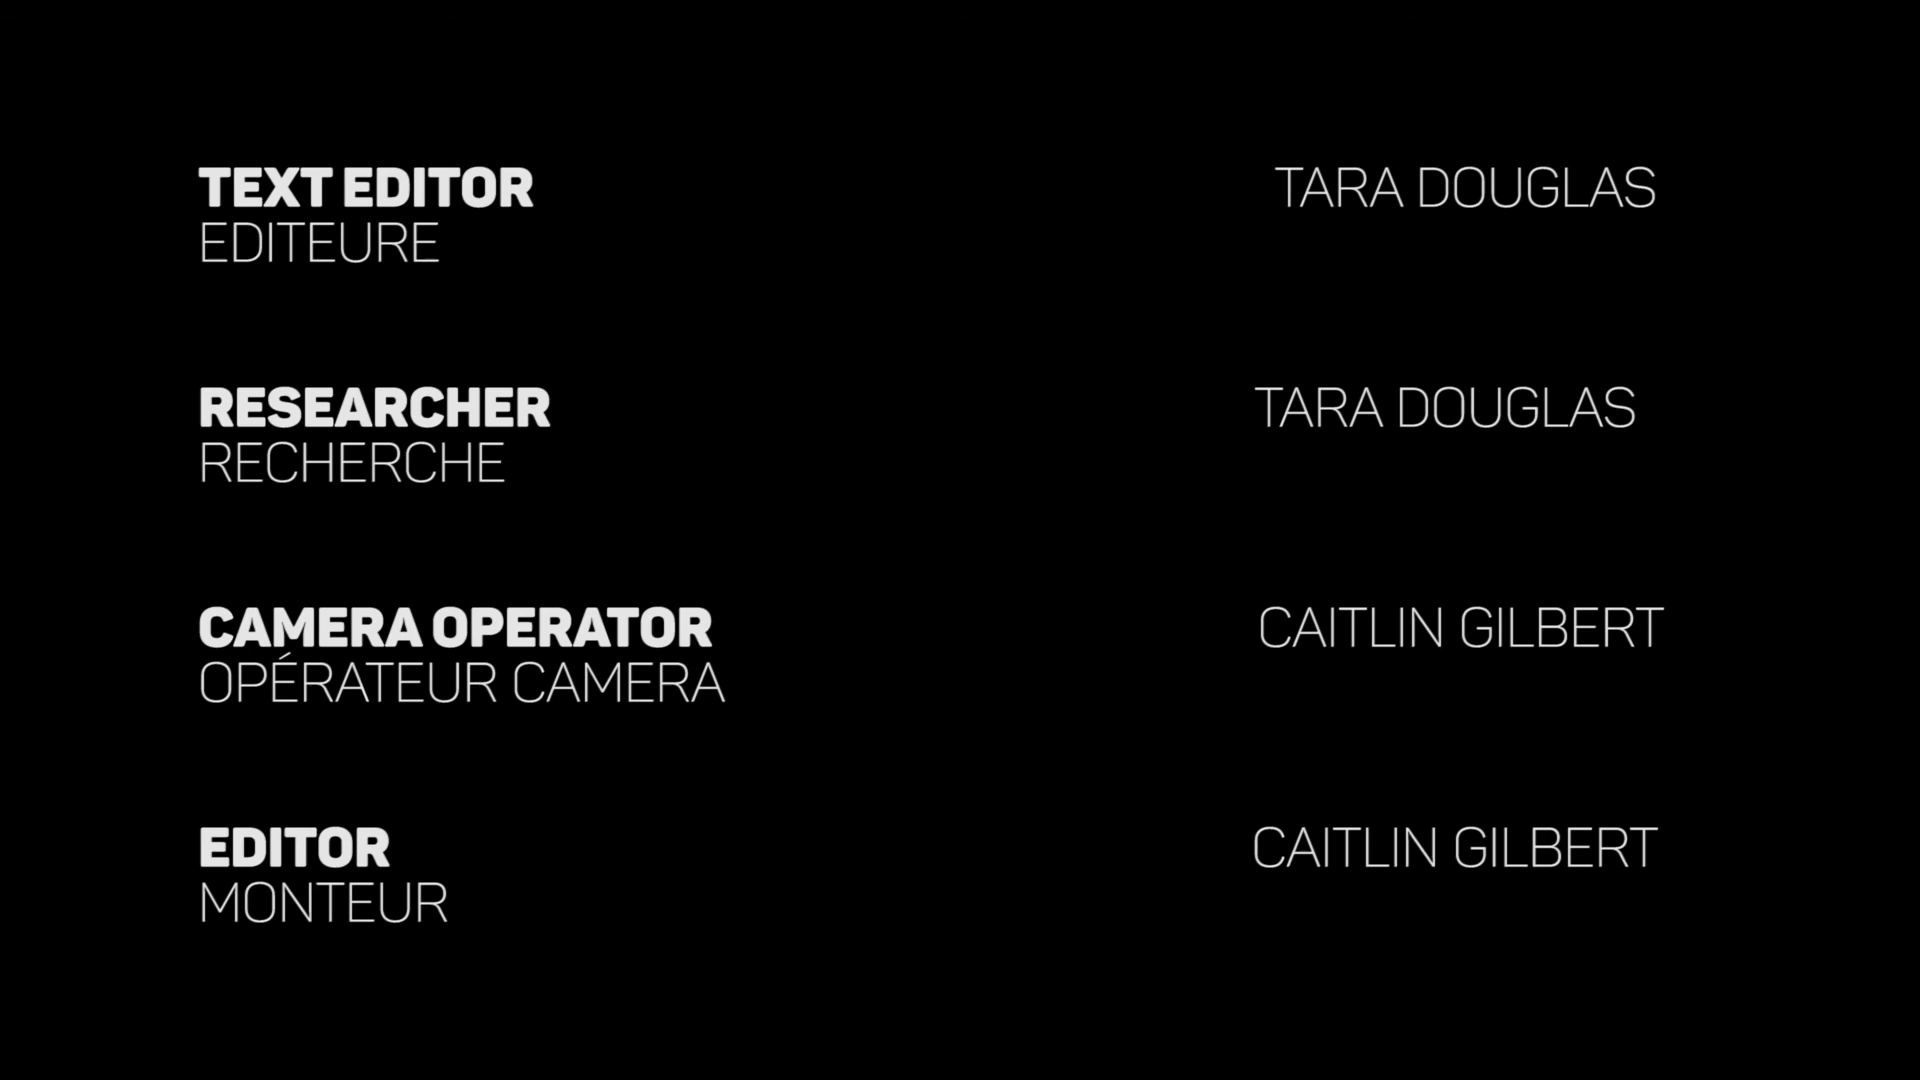 TEXT EDITOR TARA DOUGLAS
EDITEURE
RESEARCHER TARA DOUGLAS
RECHERCHE
CAMERA OPERATOR CAITLIN GILBERT
OPÉRATEUR CAMERA
EDITOR CAITLIN GILBERT
MONTEUR